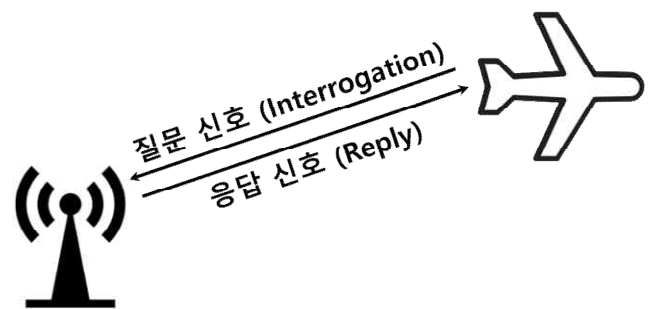 질문 신호 (Interrogation)
응답 신호 (Reply)